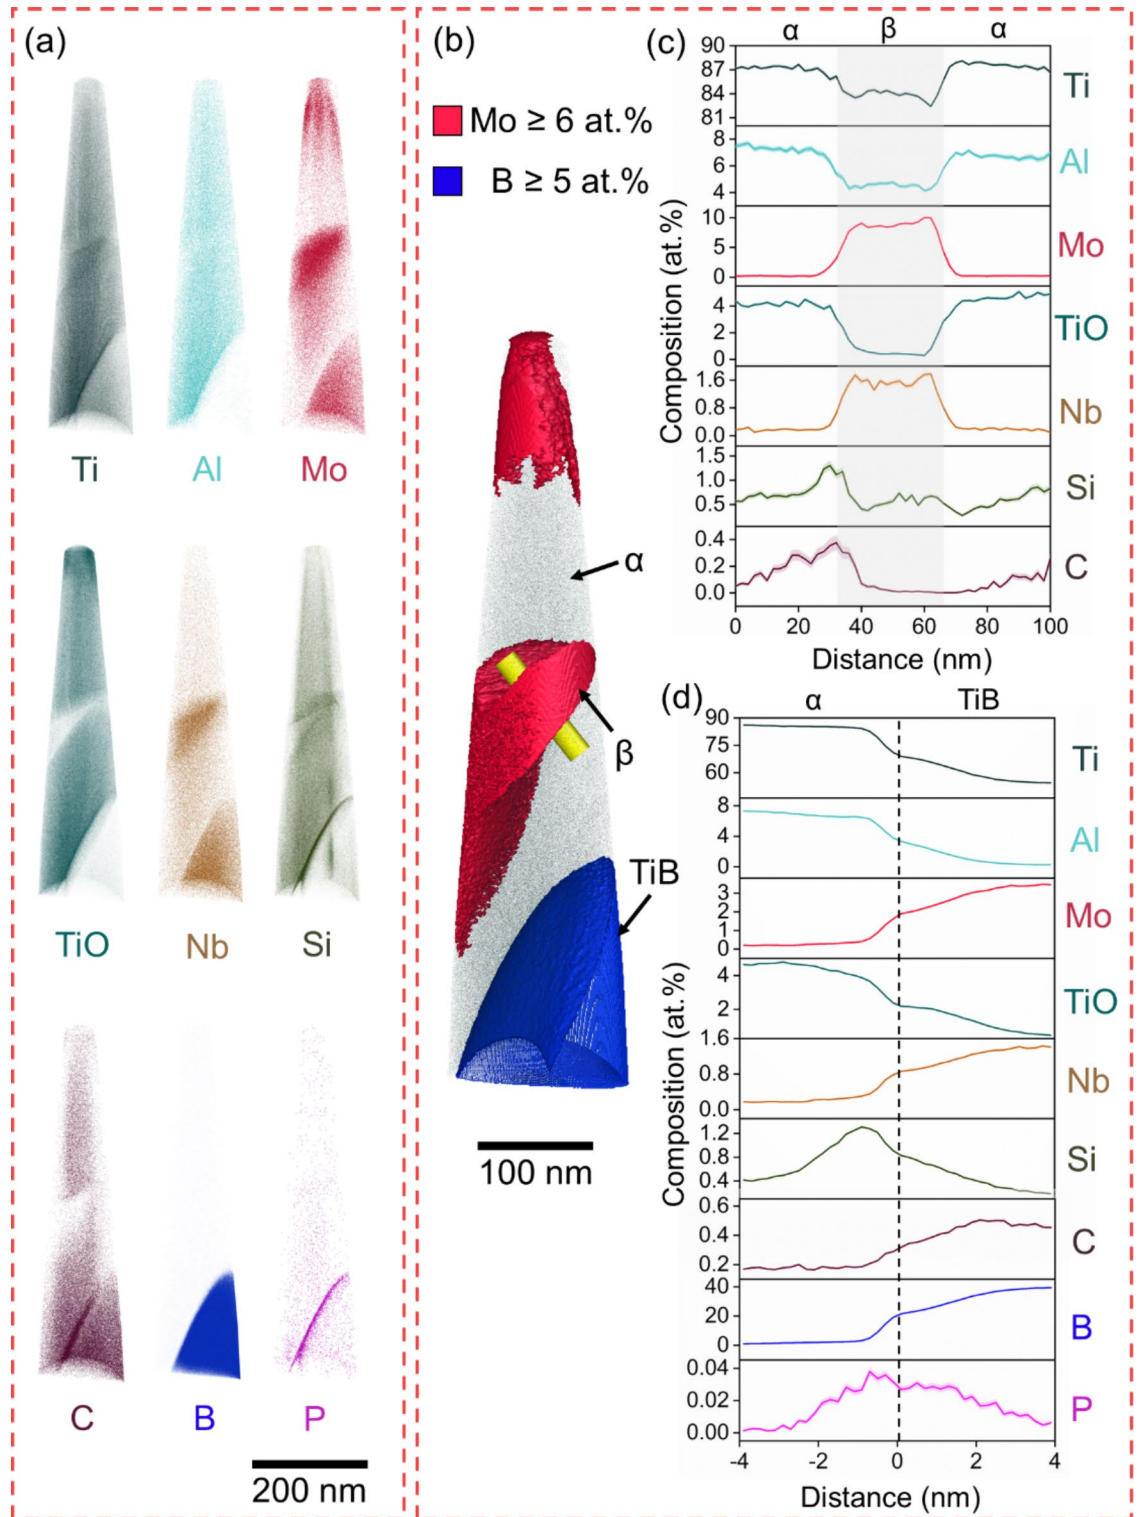 (a)
Ti Al Mo
TiO Nb Si
C B P
200 nm
(b)
Mo ≥ 6 at.%
B ≥ 5 at.%
α
β
TiB
100 nm
(c)
α β α
90
87
84
81
Ti
8
6
4
Al
10
5
0
Mo
4
2
0
TiO
1.6
0.8
0.0
Nb
1.5
1.0
0.5
Si
0.4
0.2
0.0
C
Composition (at.%)
0 20 40 60 80 100
Distance (nm)
(d)
α TiB
90
75
60
Ti
8
4
0
Al
3
2
1
0
Mo
4
2
1.6
TiO
1.6
0.8
0.0
Nb
1.2
0.8
0.4
Si
0.6
0.4
0.2
C
40
20
0
B
0.04
0.02
0.00
P
Composition (at.%)
-4 -2 0 2 4
Distance (nm)